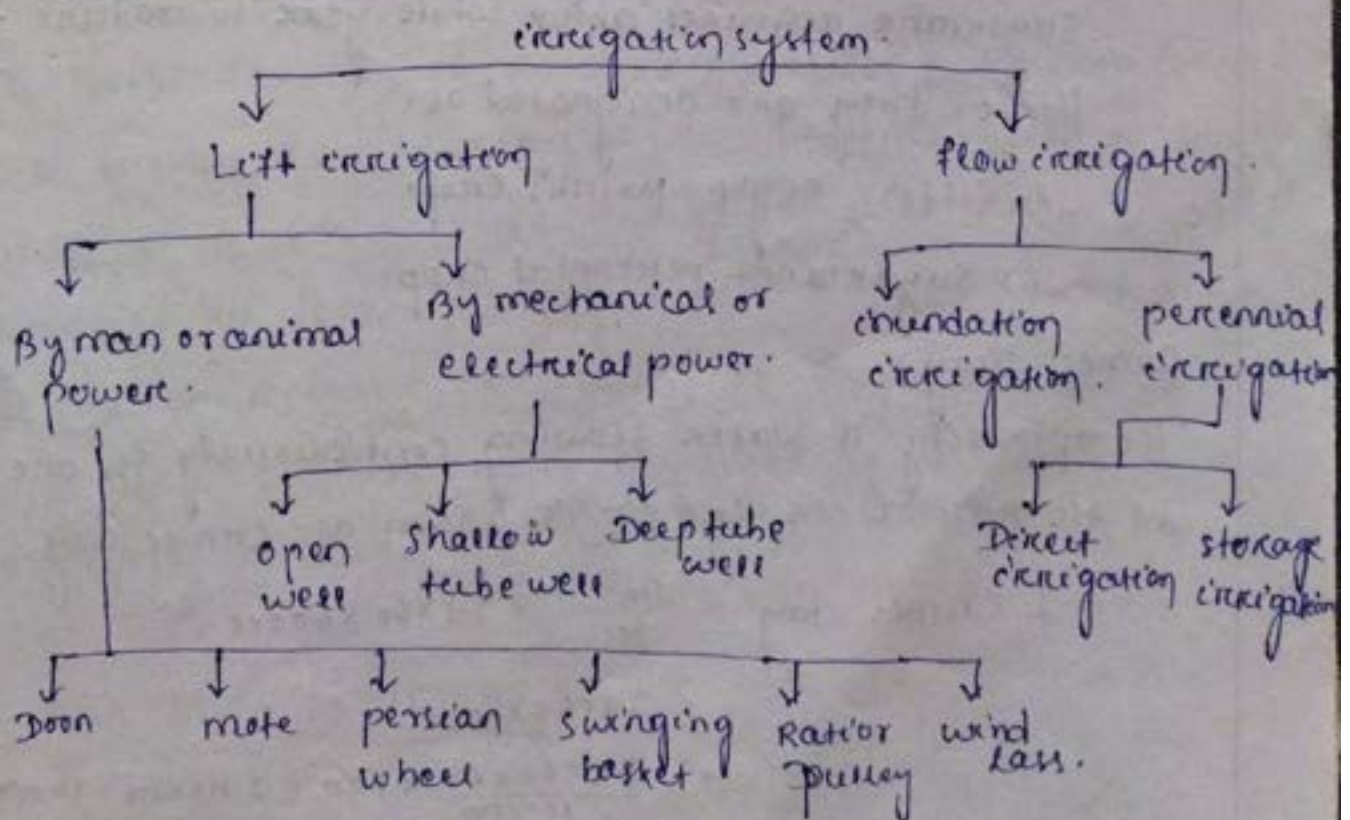 irrigation system.
Lift irrigation
flow irrigation.
By man or animal
power.
By mechanical or
electrical power.
inundation
irrigation.
perennial
irrigation
open
well
shallow
tube well
Deep tube
well
Direct
irrigation
storage
irrigation
Doon
mote
persian
wheel
swinging
basket
Rati or
pulley
wind
lass.